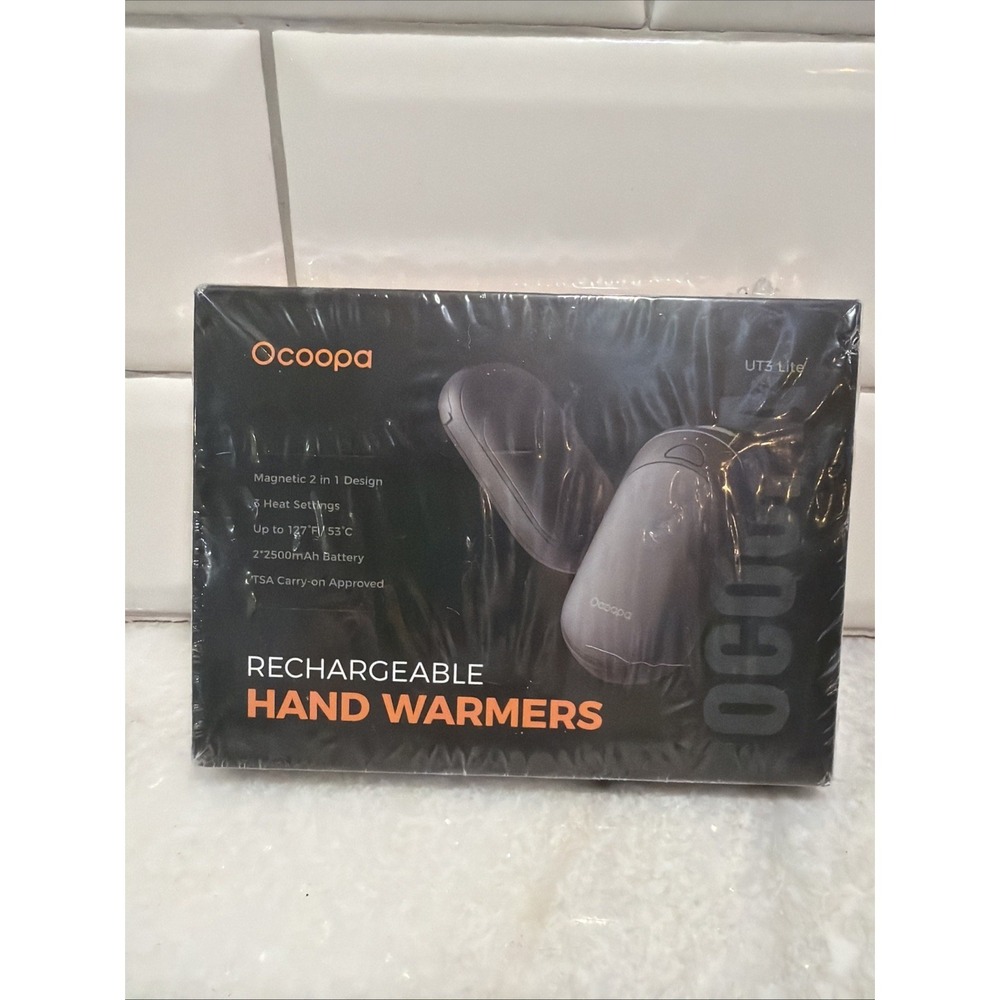 Ocoopa
UT3 Lite
Magnetic 2 in 1 Design
3 Heat Settings
Up to 127°F/ 53°C
2*2500mAh Battery
TSA Carry-on Approved
Ocoopa
RECHARGEABLE
HAND WARMERS
OCOOPA